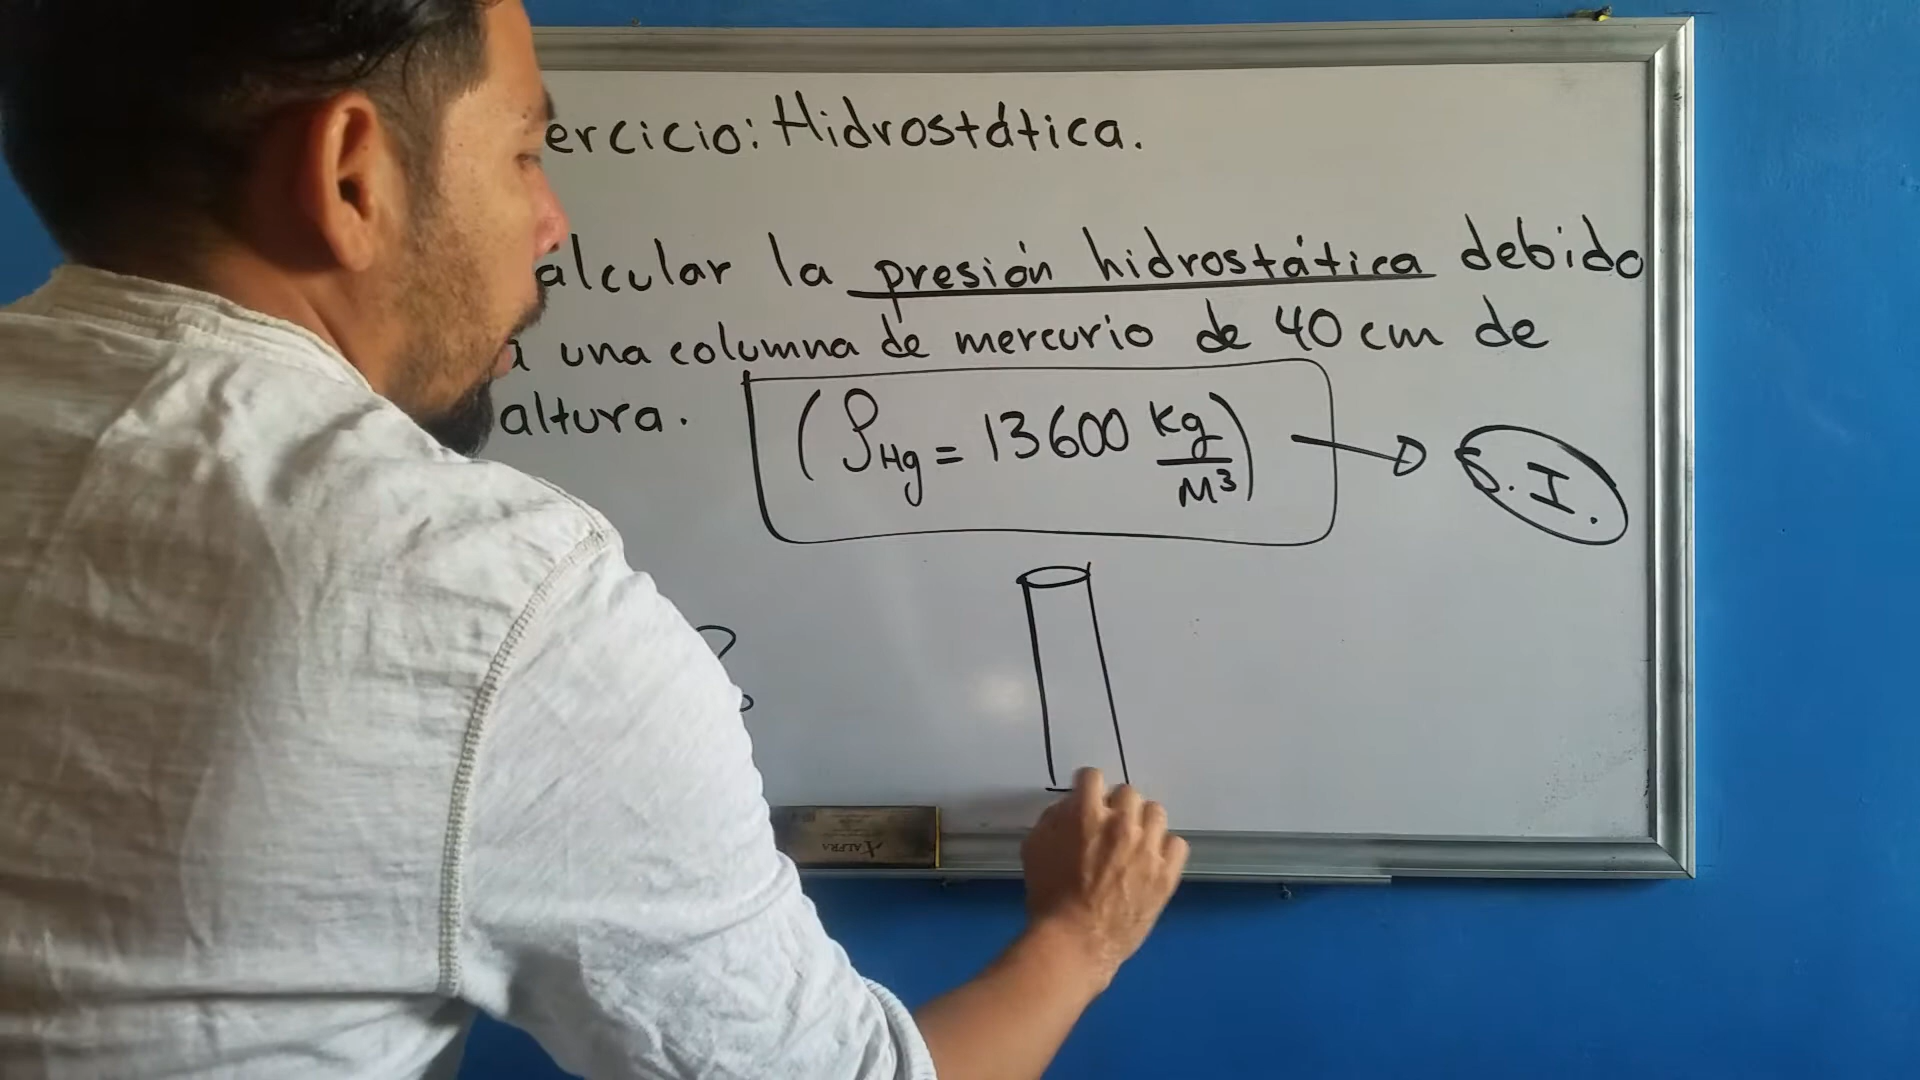 ercicio: Hidrostática.
alcular la presión hidrostática debido
a una columna de mercurio de 40 cm de
altura. (ρHg = 13600 kg/M³) → S.I.
?
ALFRA